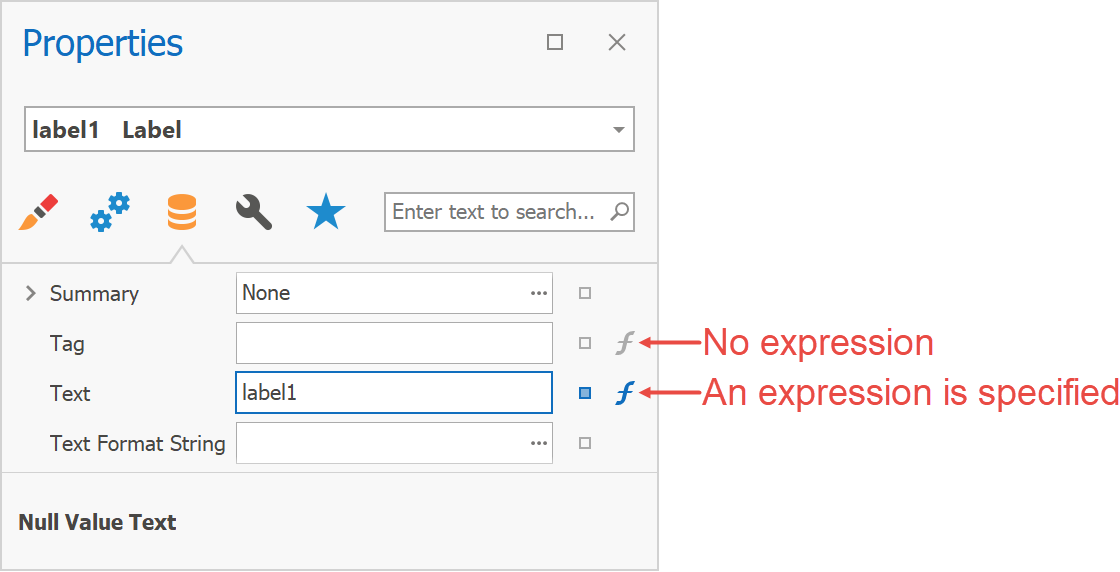 Properties
label1 Label
Enter text to search...
Summary None ...
Tag No expression
Text label1 An expression is specified
Text Format String ...
Null Value Text